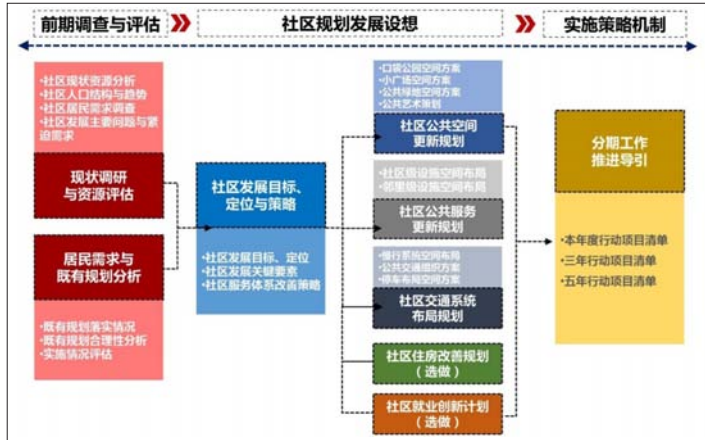 前期调查与评估
社区规划发展设想
实施策略机制
•社区现状资源分析
•社区人口结构与趋势
•社区居民需求调查
•社区发展主要问题与紧
迫需求
现状调研
与资源评估
居民需求与
既有规划分析
•既有规划落实情况
•既有规划合理性分析
•实施情况评估
社区发展目标、
定位与策略
•社区发展目标、定位
•社区发展关键要素
•社区服务体系改善策略
•口袋公园空间方案
•小广场空间方案
•公共绿地空间方案
•公共艺术策划
社区公共空间
更新规划
•社区级设施空间布局
•邻里级设施空间布局
社区公共服务
更新规划
•慢行系统空间布局
•公共交通组织方案
•停车布局空间方案
社区交通系统
布局规划
社区住房改善规划
（选做）
社区就业创新计划
（选做）
分期工作
推进导引
•本年度行动项目清单
•三年行动项目清单
•五年行动项目清单